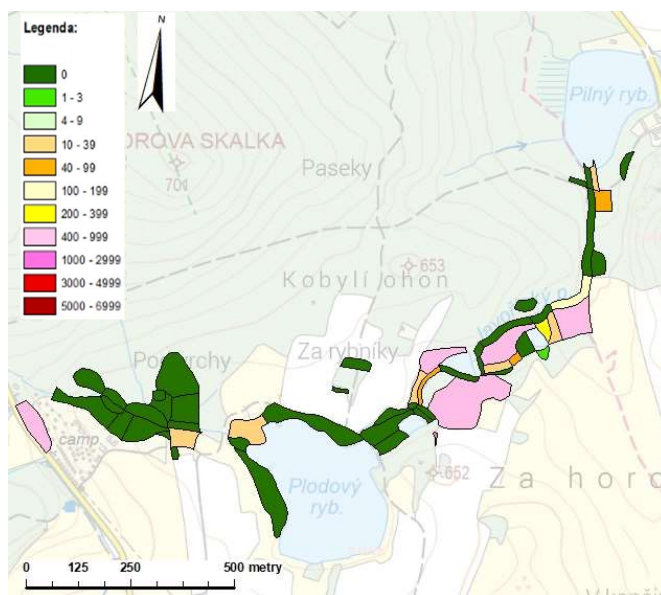 Legenda:
N
0
1 - 3
4 - 9
10 - 39
40 - 99
100 - 199
200 - 399
400 - 999
1000 - 2999
3000 - 4999
5000 - 6999
Pilný ryb.
OROVA SKALKA
701
Paseky
653
Kobylí ohon
Za rybníky
camp
652
Plodový
ryb.
Za horo
0 125 250 500 metry